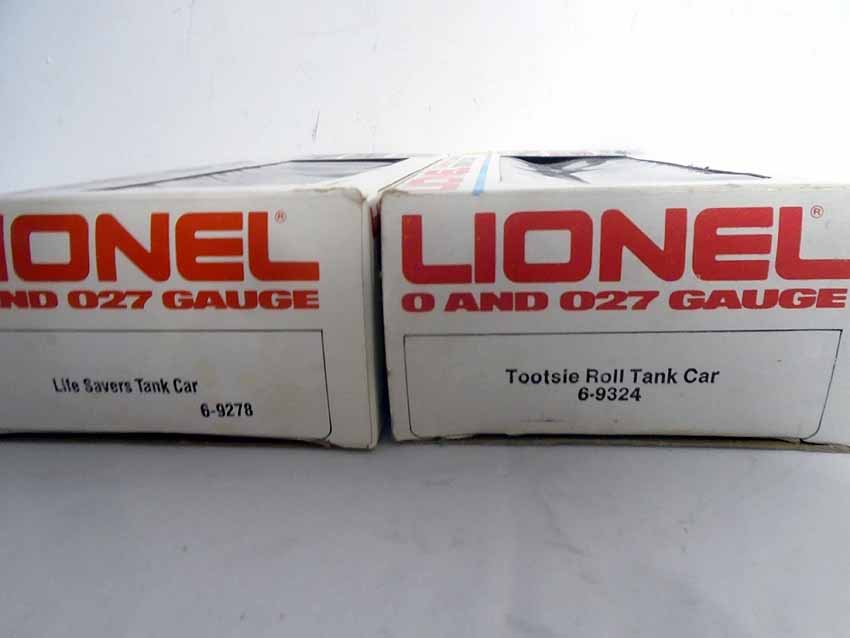 IONEL®
ND 027 GAUGE
Life Savers Tank Car
6-9278
LIONEL®
O AND 027 GAUGE
Tootsie Roll Tank Car
6-9324